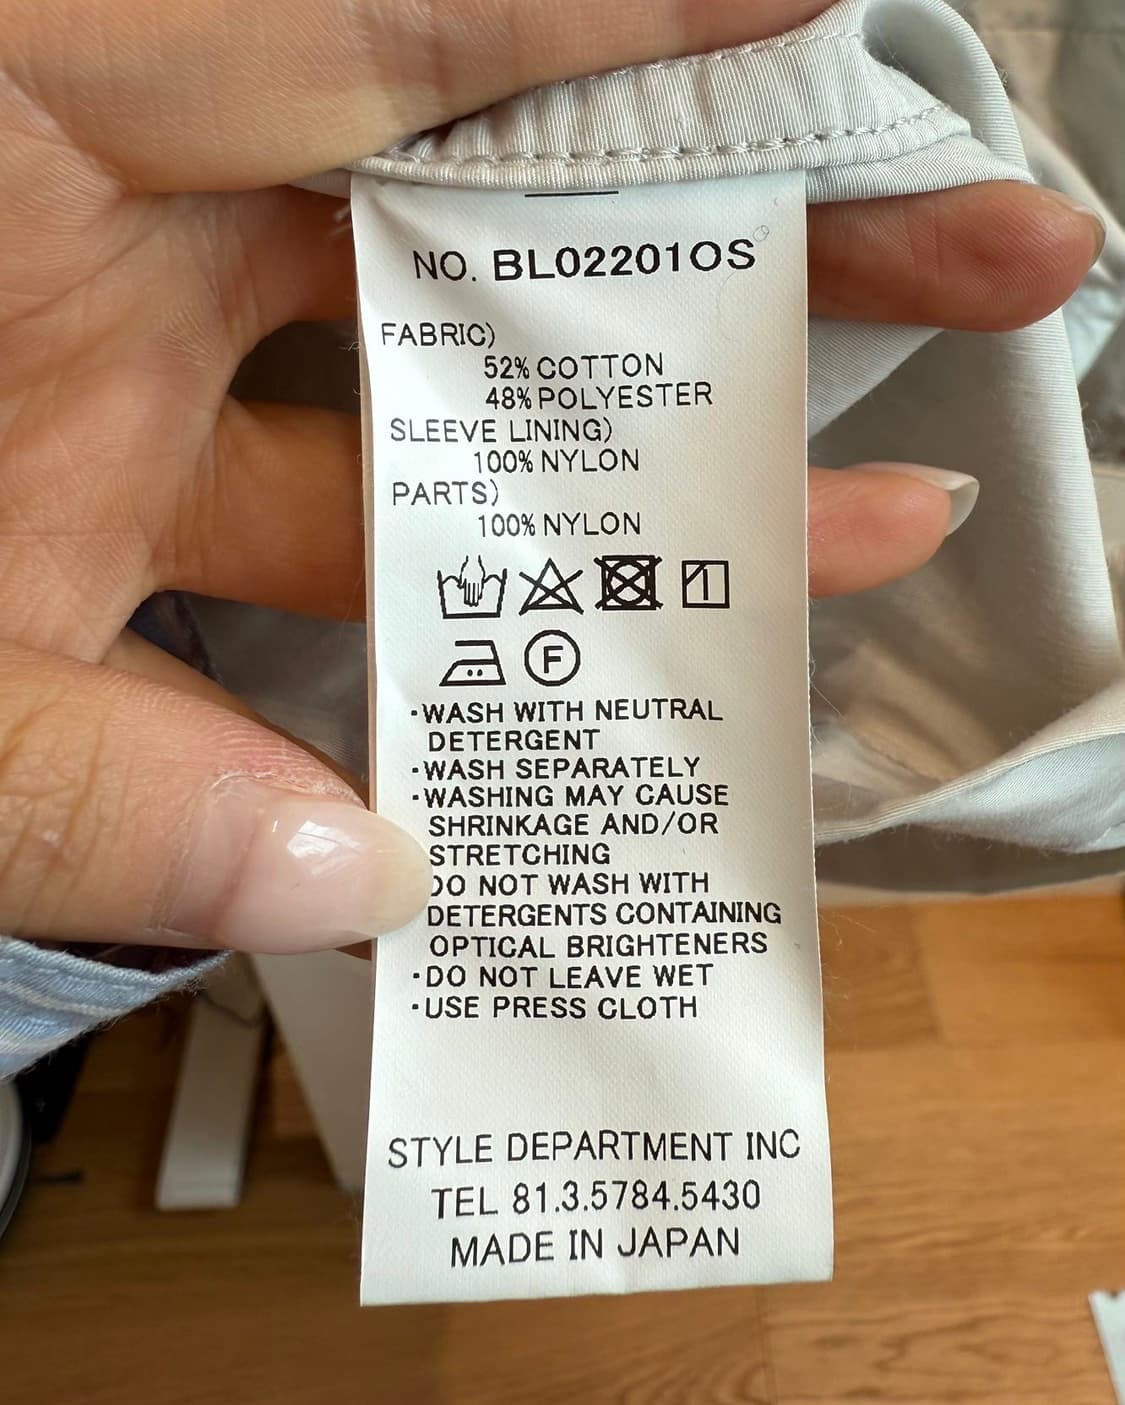 NO. BL022010S
FABRIC)
52% COTTON
48% POLYESTER
SLEEVE LINING)
100% NYLON
PARTS)
100% NYLON
F
・WASH WITH NEUTRAL
DETERGENT
・WASH SEPARATELY
・WASHING MAY CAUSE
SHRINKAGE AND/OR
STRETCHING
DO NOT WASH WITH
DETERGENTS CONTAINING
OPTICAL BRIGHTENERS
・DO NOT LEAVE WET
・USE PRESS CLOTH
STYLE DEPARTMENT INC
TEL 81.3.5784.5430
MADE IN JAPAN